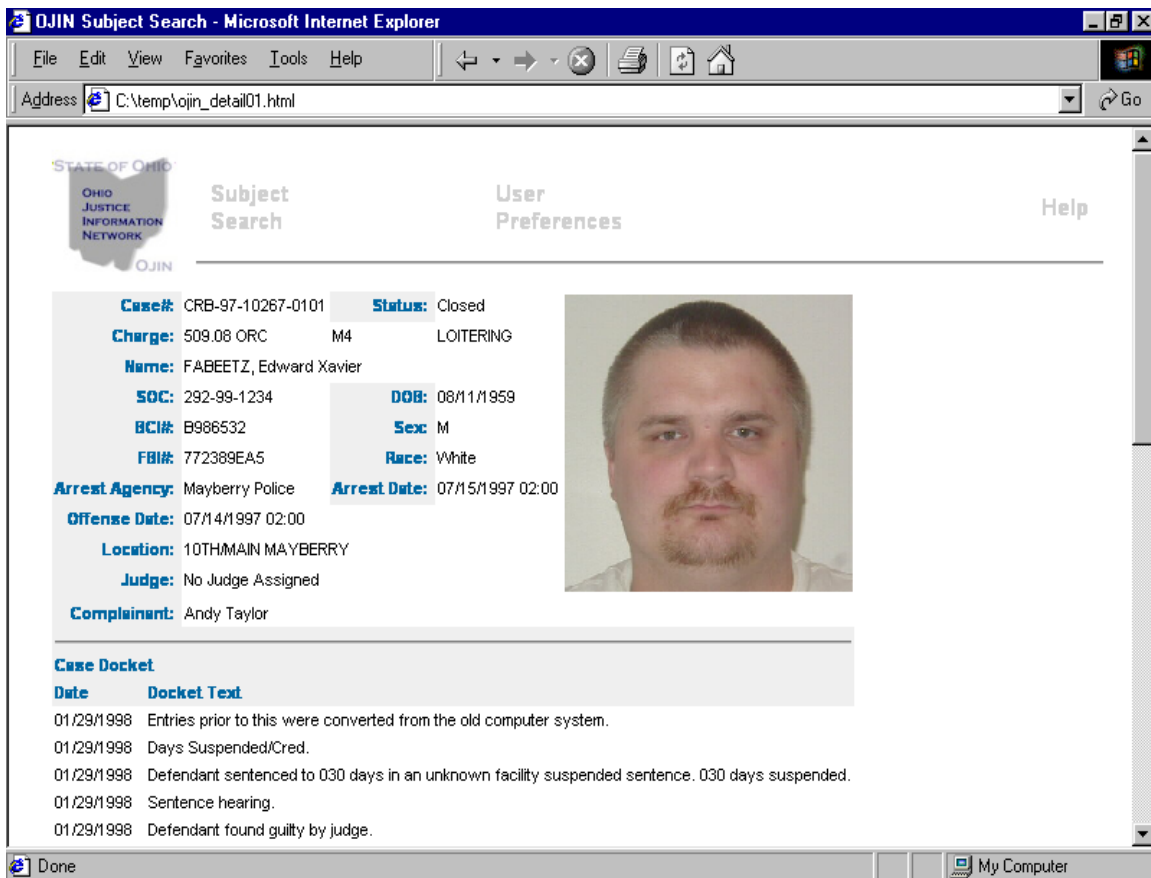 OJIN Subject Search - Microsoft Internet Explorer
File Edit View Favorites Tools Help
Address C:\temp\ojin_detail01.html Go
STATE OF OHIO
OHIO
JUSTICE
INFORMATION
NETWORK
OJIN
Subject Search
User Preferences
Help
Case#: CRB-97-10267-0101 Status: Closed
Charge: 509.08 ORC M4 LOITERING
Name: FABEETZ, Edward Xavier
SOC: 292-99-1234 DOB: 08/11/1959
BCI#: B986532 Sex: M
FBI#: 772389EA5 Race: White
Arrest Agency: Mayberry Police Arrest Date: 07/15/1997 02:00
Offense Date: 07/14/1997 02:00
Location: 10TH/MAIN MAYBERRY
Judge: No Judge Assigned
Complainant: Andy Taylor
Case Docket
Date Docket Text
01/29/1998 Entries prior to this were converted from the old computer system.
01/29/1998 Days Suspended/Cred.
01/29/1998 Defendant sentenced to 030 days in an unknown facility suspended sentence. 030 days suspended.
01/29/1998 Sentence hearing.
01/29/1998 Defendant found guilty by judge.
Done My Computer